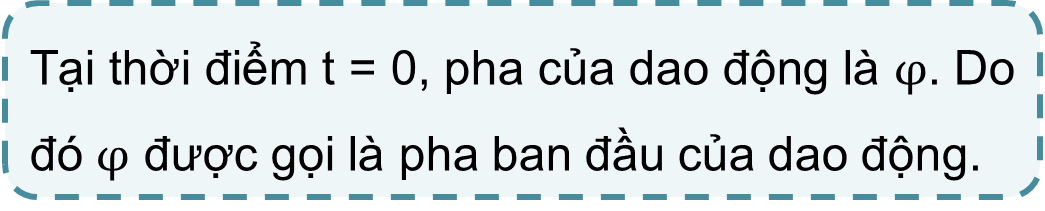 Tại thời điểm t = 0, pha của dao động là φ. Do
đó φ được gọi là pha ban đầu của dao động.